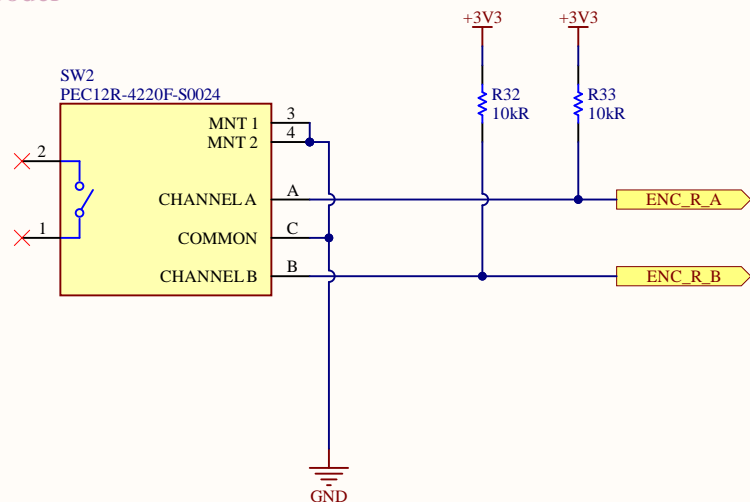 +3V3
+3V3
SW2
PEC12R-4220F-S0024
R32
10kR
R33
10kR
MNT 1
3
MNT 2
4
2
CHANNEL A
A
ENC_R_A
1
COMMON
C
CHANNEL B
B
ENC_R_B
GND